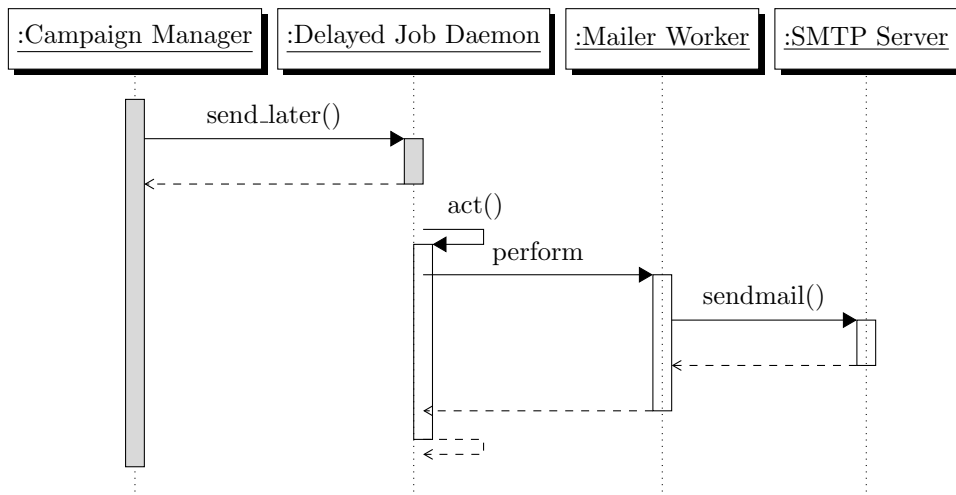 :Campaign Manager
:Delayed Job Daemon
:Mailer Worker
:SMTP Server
send_later()
act()
perform
sendmail()